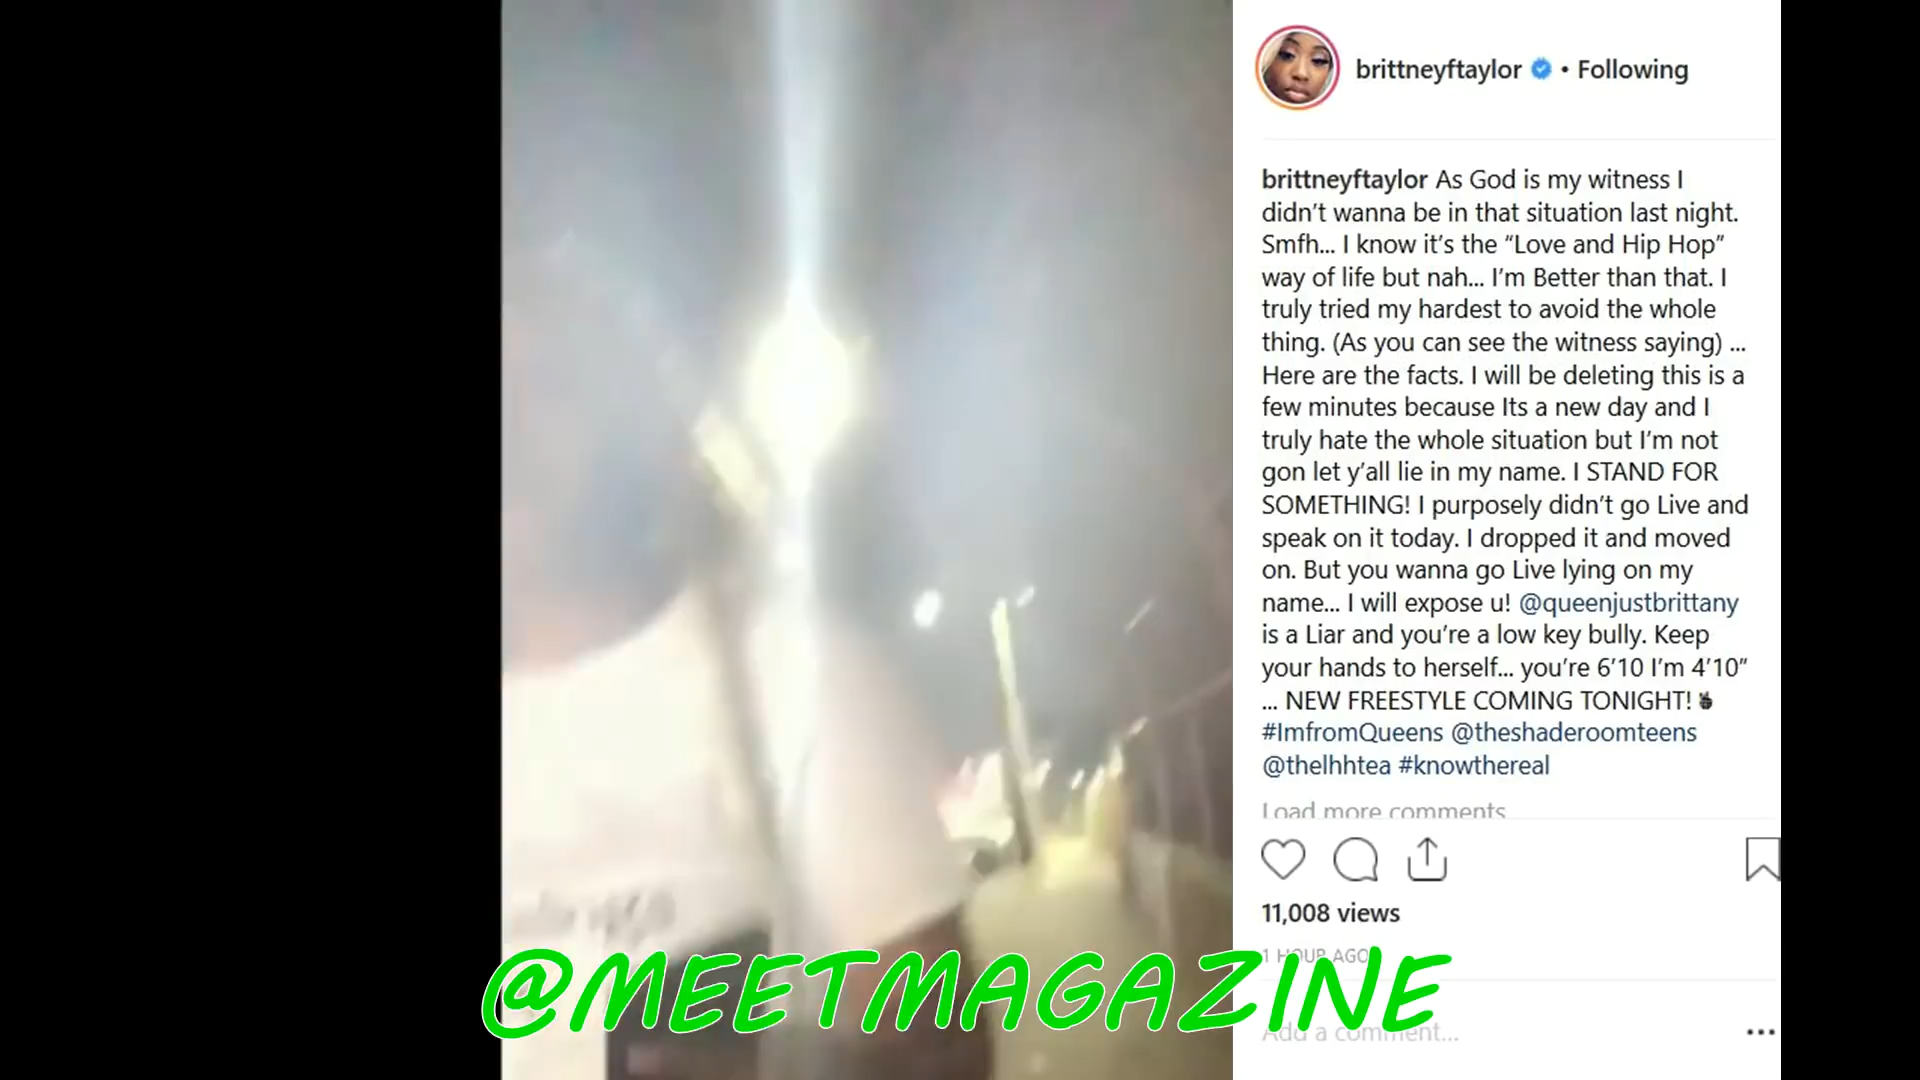 brittneyftaylor • Following
brittneyftaylor As God is my witness I
didn't wanna be in that situation last night.
Smfh... I know it's the “Love and Hip Hop”
way of life but nah... I'm Better than that. I
truly tried my hardest to avoid the whole
thing. (As you can see the witness saying) ...
Here are the facts. I will be deleting this is a
few minutes because Its a new day and I
truly hate the whole situation but I'm not
gon let y'all lie in my name. I STAND FOR
SOMETHING! I purposely didn't go Live and
speak on it today. I dropped it and moved
on. But you wanna go Live lying on my
name... I will expose u! @queenjustbrittany
is a Liar and you're a low key bully. Keep
your hands to herself... you're 6'10 I'm 4'10”
... NEW FREESTYLE COMING TONIGHT!
#ImfromQueens @theshaderoomteens
@thelhhtea #knowthereal
Load more comments
11,008 views
1 HOUR AGO
@MEETMAGAZINE
Add a comment...